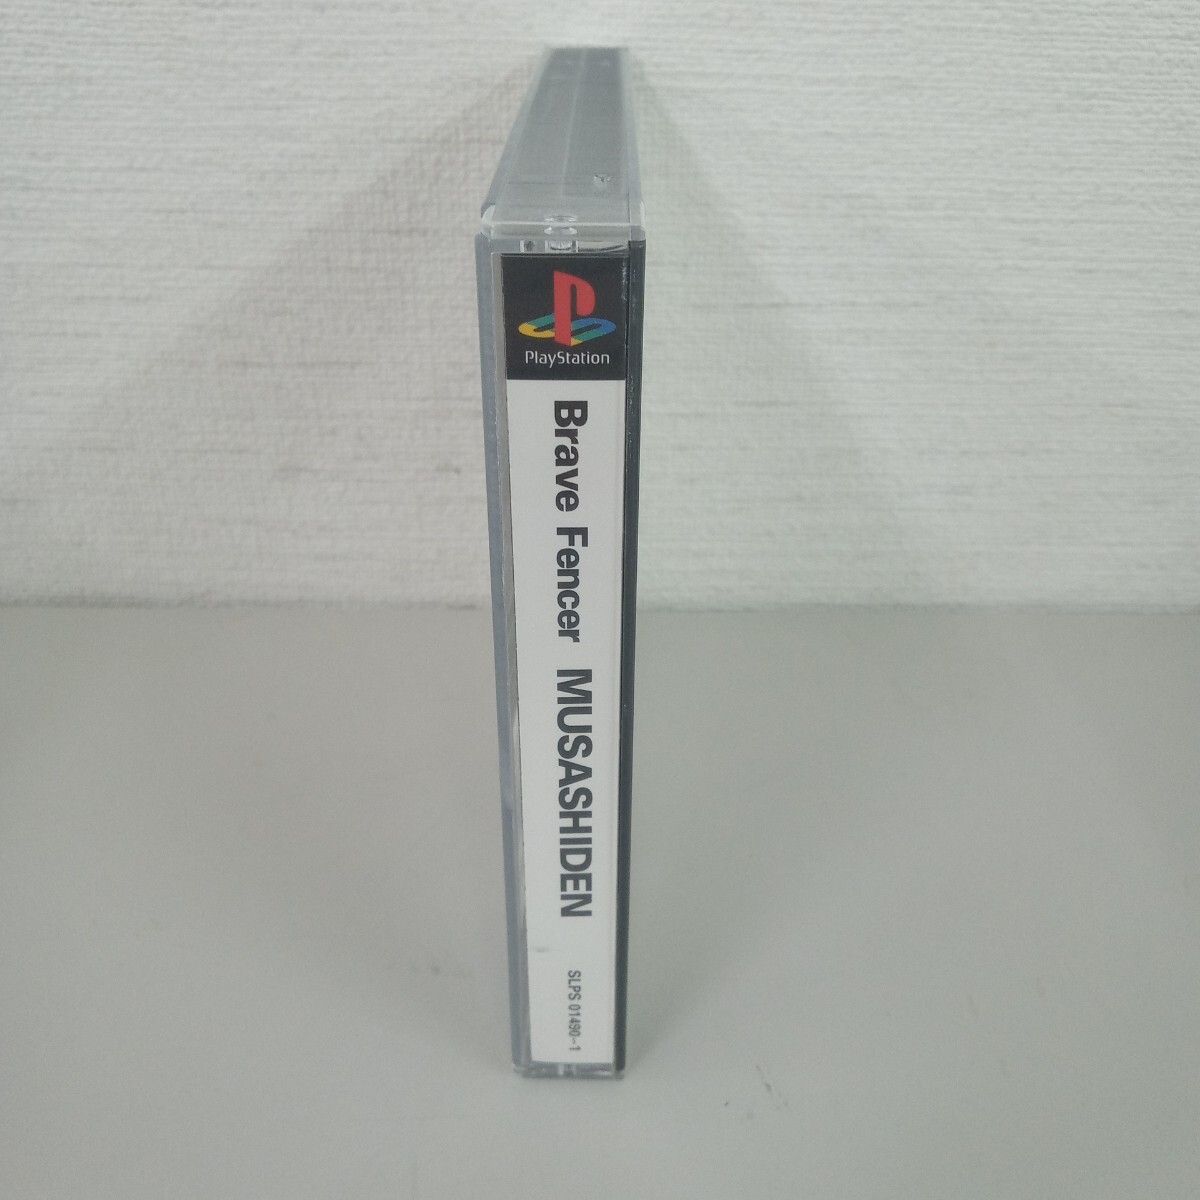 PlayStation
Brave Fencer MUSASHIDEN
SLPS 01490-1